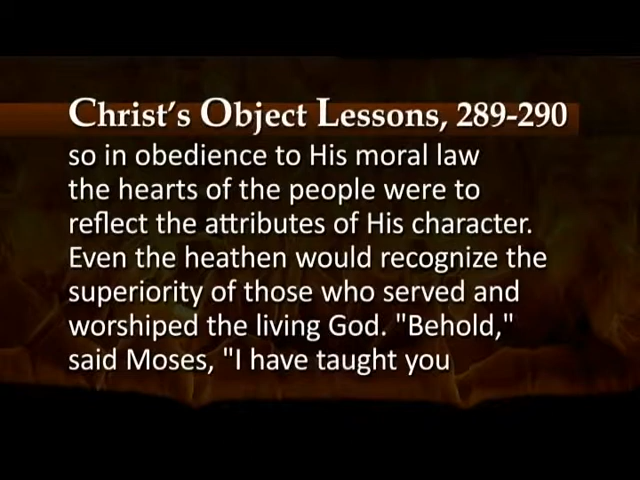 Christ's Object Lessons, 289-290
so in obedience to His moral law
the hearts of the people were to
reflect the attributes of His character.
Even the heathen would recognize the
superiority of those who served and
worshiped the living God. "Behold,"
said Moses, "I have taught you